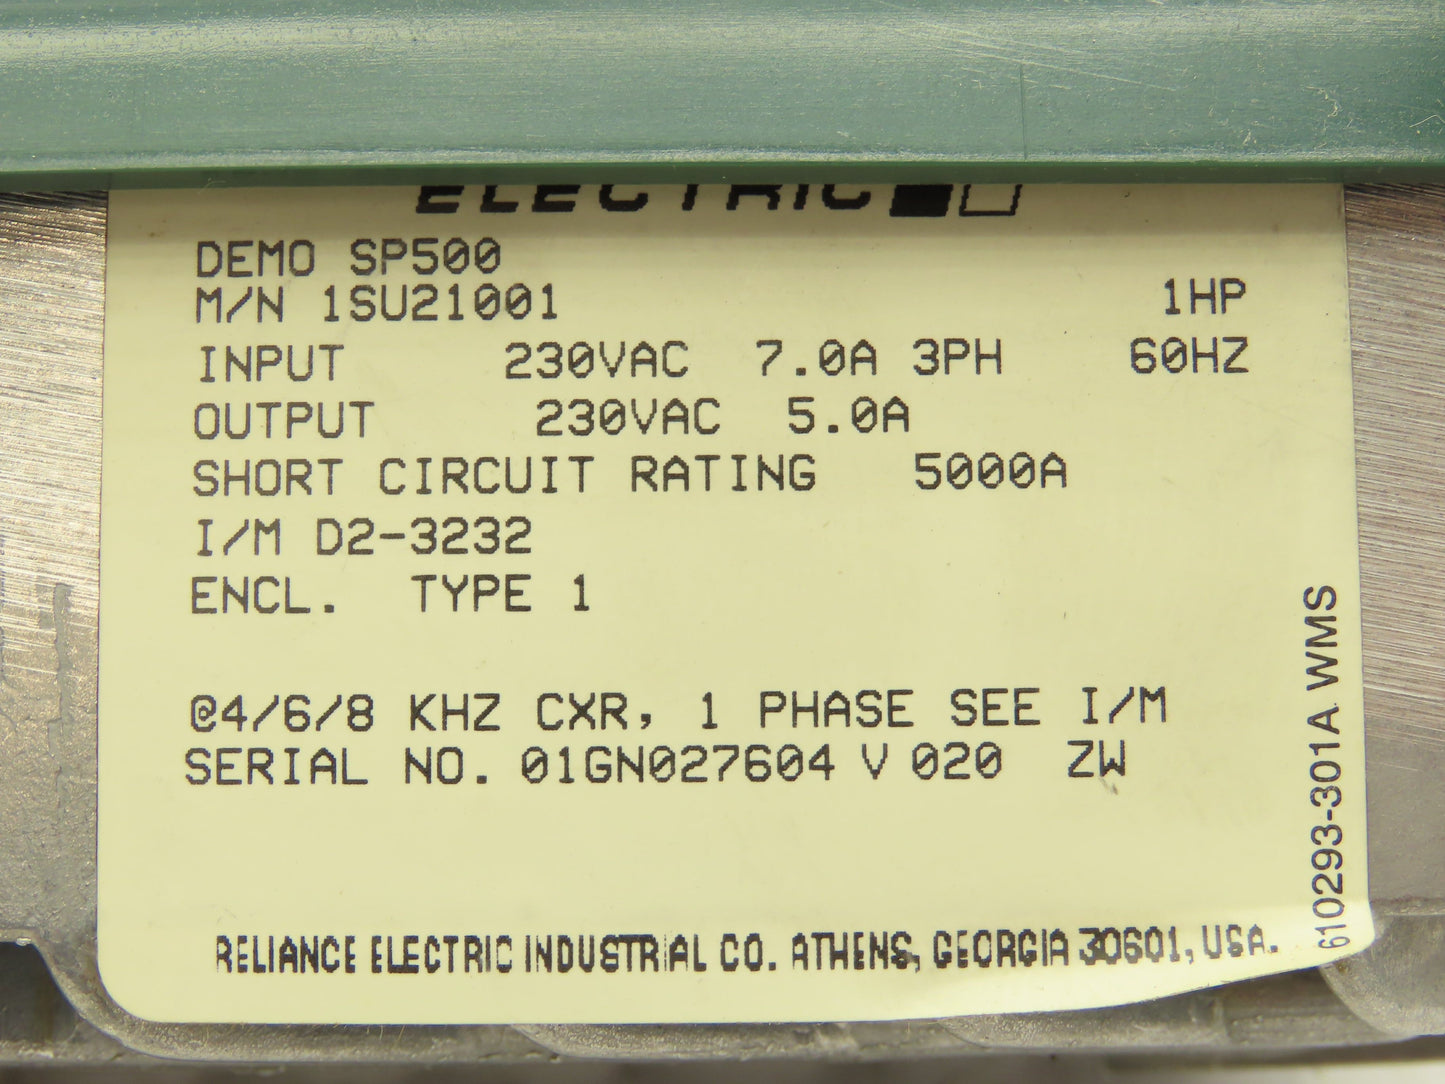 ELECTRIC
DEMO SP500
M/N 1SU21001 1HP
INPUT 230VAC 7.0A 3PH 60HZ
OUTPUT 230VAC 5.0A
SHORT CIRCUIT RATING 5000A
I/M D2-3232
ENCL. TYPE 1
@4/6/8 KHZ CXR, 1 PHASE SEE I/M
SERIAL NO. 01GN027604 V 020 ZW
RELIANCE ELECTRIC INDUSTRIAL CO. ATHENS, GEORGIA 30601, USA.
610293-301A WMS